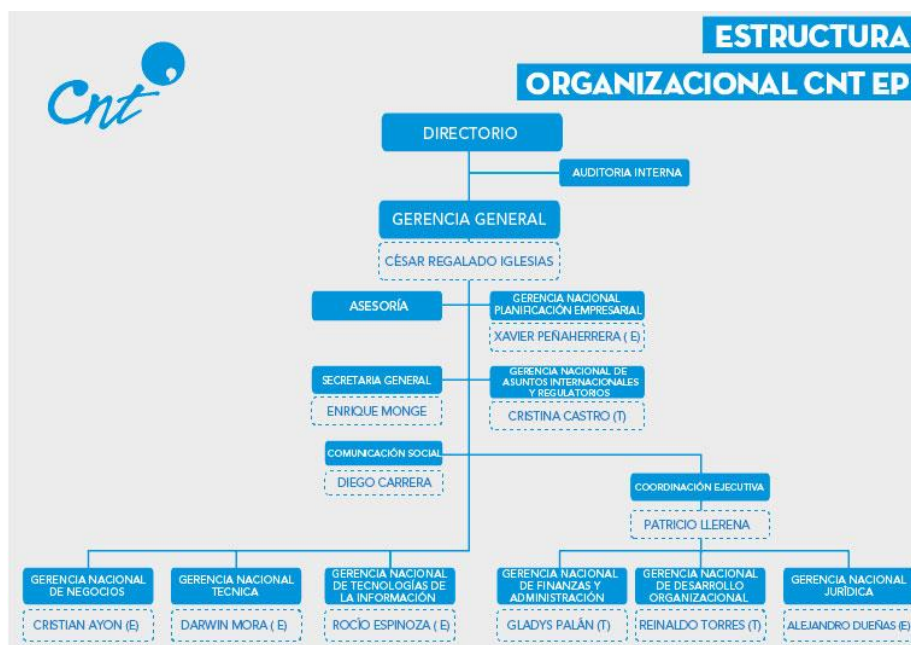 Cnt
ESTRUCTURA
ORGANIZACIONAL CNT EP
DIRECTORIO
AUDITORIA INTERNA
GERENCIA GENERAL
CÈSAR REGALADO IGLESIAS
ASESORÍA
GERENCIA NACIONAL
PLANIFICACIÓN EMPRESARIAL
XAVIER PEÑAHERRERA ( E)
SECRETARIA GENERAL
ENRIQUE MONGE
GERENCIA NACIONAL DE
ASUNTOS INTERNACIONALES
Y REGULATORIOS
CRISTINA CASTRO (T)
COMUNICACIÓN SOCIAL
DIEGO CARRERA
COORDINACIÓN EJECUTIVA
PATRICIO LLERENA
GERENCIA NACIONAL
DE NEGOCIOS
CRISTIAN AYON (E)
GERENCIA NACIONAL
TECNICA
DARWIN MORA ( E)
GERENCIA NACIONAL
DE TECNOLOGÍAS DE
LA INFORMACIÓN
ROCÍO ESPINOZA ( E)
GERENCIA NACIONAL
DE FINANZAS Y
ADMINISTRACIÓN
GLADYS PALÁN (T)
GERENCIA NACIONAL
DE DESARROLLO
ORGANIZACIONAL
REINALDO TORRES (T)
GERENCIA NACIONAL
JURÍDICA
ALEJANDRO DUEÑAS (E)